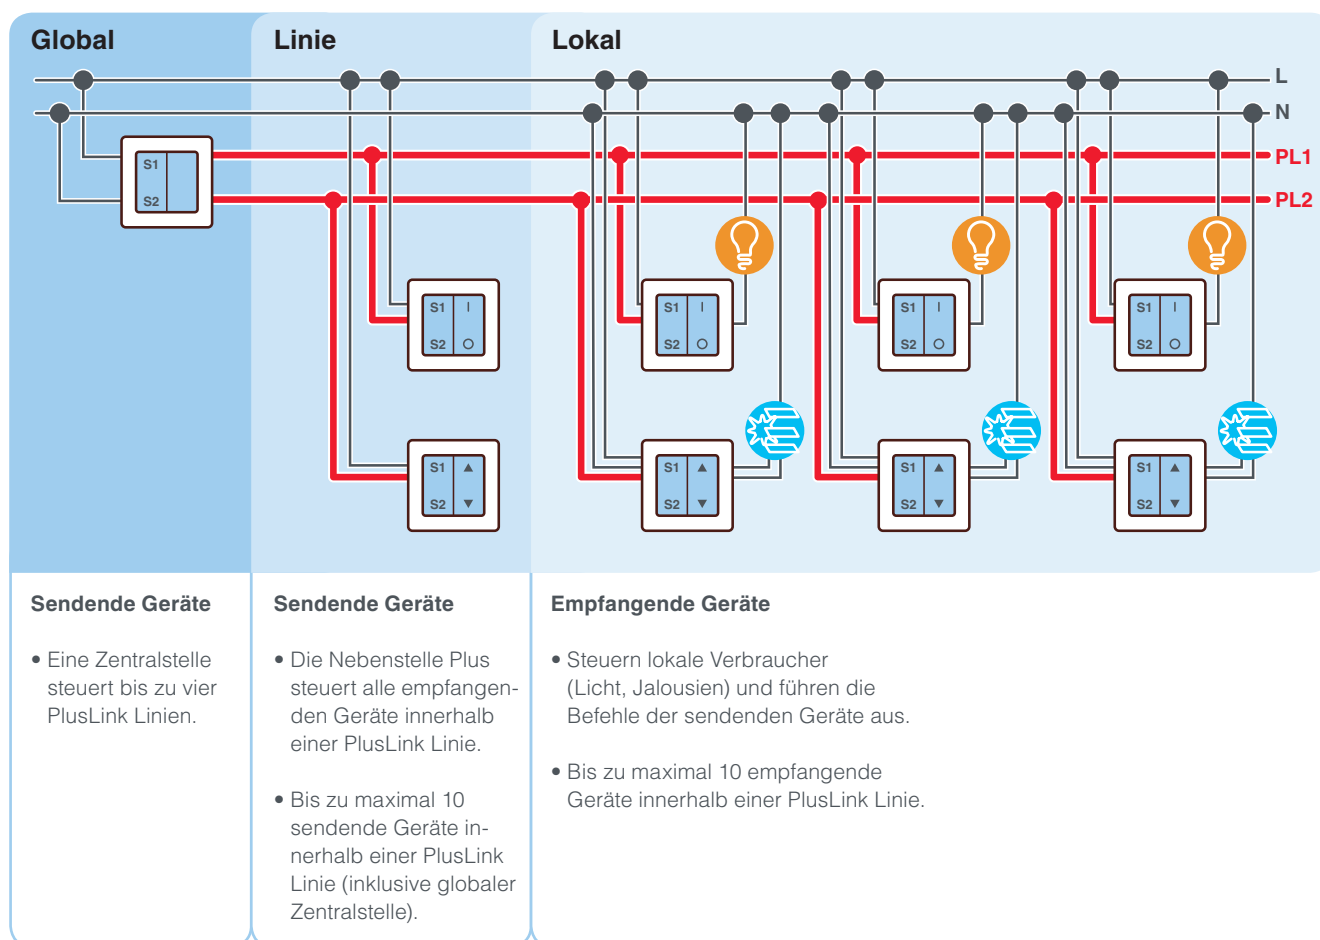 Global
Linie
Lokal
L
N
PL1
PL2
S1
S2
S1 I
S2 O
S1 I
S2 O
S1 I
S2 O
S1 I
S2 O
S1 ▲
S2 ▼
S1 ▲
S2 ▼
S1 ▲
S2 ▼
S1 ▲
S2 ▼
Sendende Geräte
• Eine Zentralstelle
steuert bis zu vier
PlusLink Linien.
Sendende Geräte
• Die Nebenstelle Plus
steuert alle empfangen-
den Geräte innerhalb
einer PlusLink Linie.
• Bis zu maximal 10
sendende Geräte in-
nerhalb einer PlusLink
Linie (inklusive globaler
Zentralstelle).
Empfangende Geräte
• Steuern lokale Verbraucher
(Licht, Jalousien) und führen die
Befehle der sendenden Geräte aus.
• Bis zu maximal 10 empfangende
Geräte innerhalb einer PlusLink Linie.